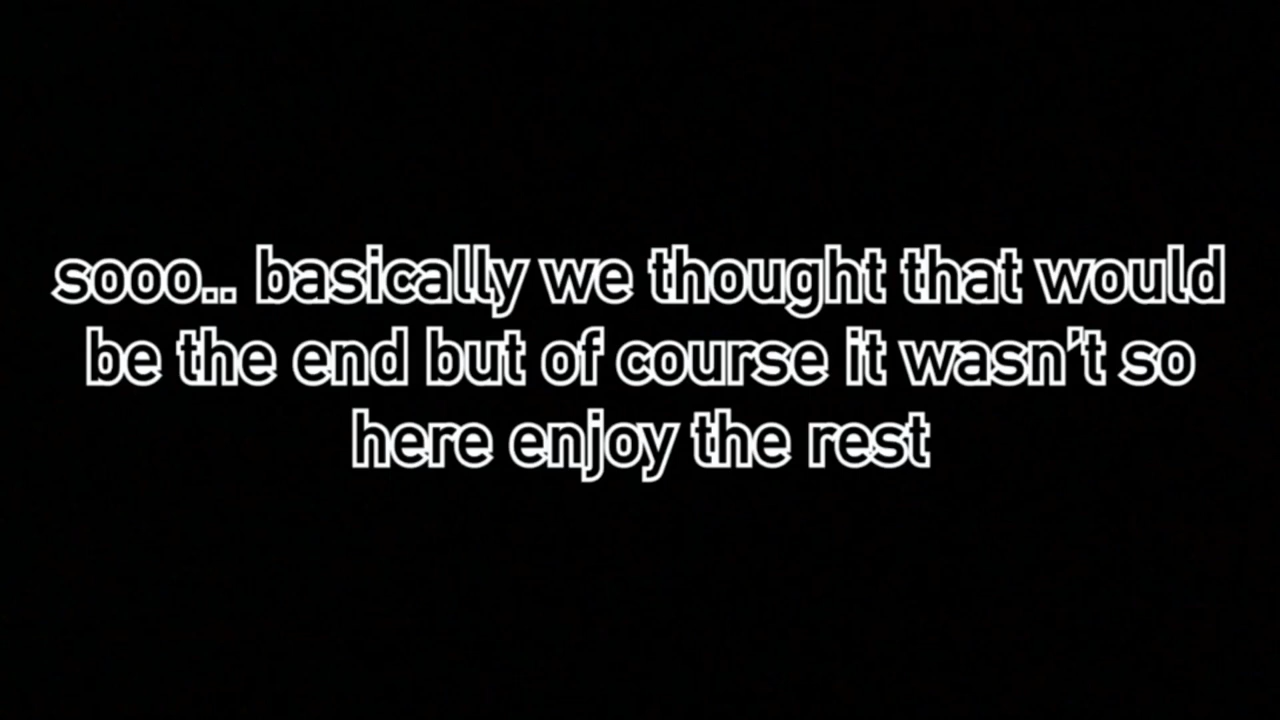 sooo.. basically we thought that would
be the end but of course it wasn't so
here enjoy the rest